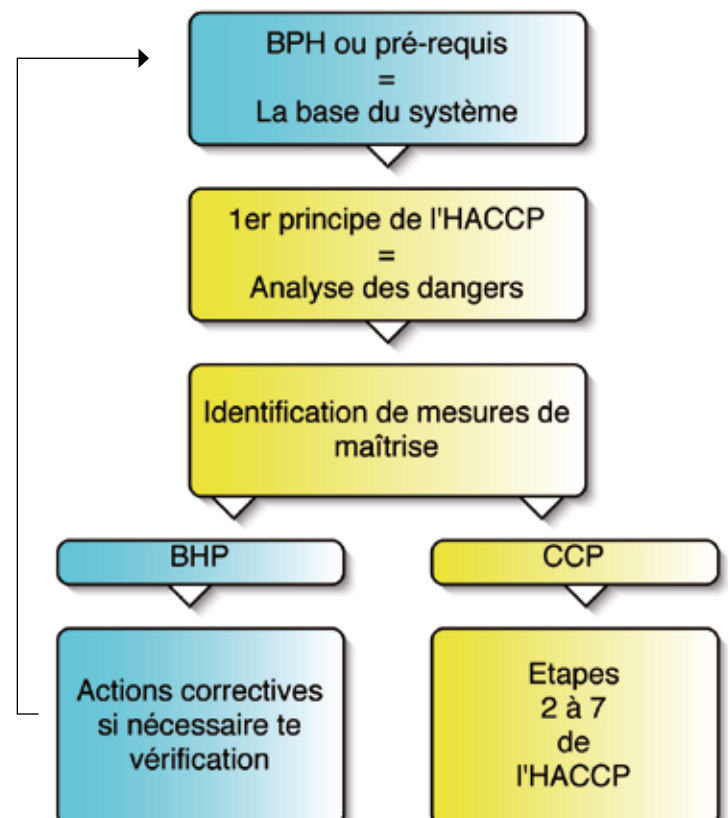 BPH ou pré-requis
=
La base du système
1er principe de l'HACCP
=
Analyse des dangers
Identification de mesures de
maîtrise
BHP
CCP
Actions correctives
si nécessaire te
vérification
Etapes
2 à 7
de
l'HACCP